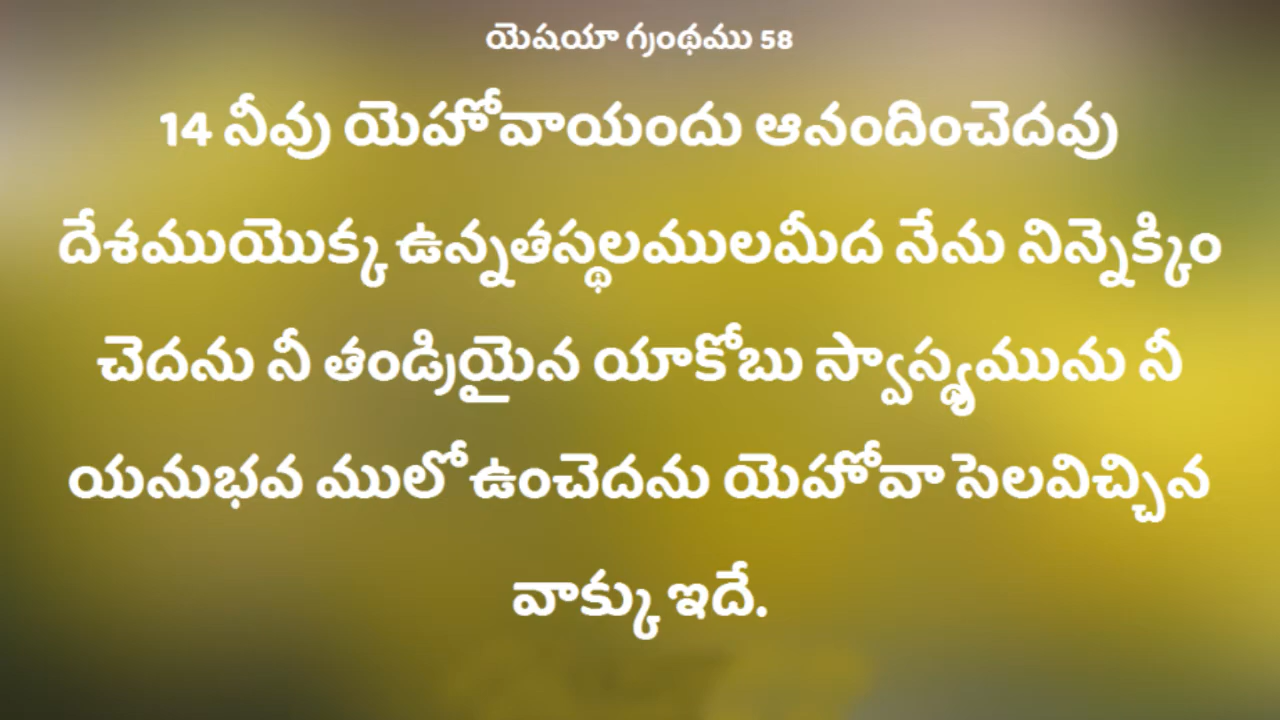 యెషయా గ్రంథము 58
14 నీవు యెహోవాయందు ఆనందించెదవు
దేశముయొక్క ఉన్నతస్థలములమీద నేను నిన్నెక్కిం
చెదను నీ తండ్రియైన యాకోబు స్వాస్థ్యమును నీ
యనుభవ ములో ఉంచెదను యెహోవా సెలవిచ్చిన
వాక్కు ఇదే.